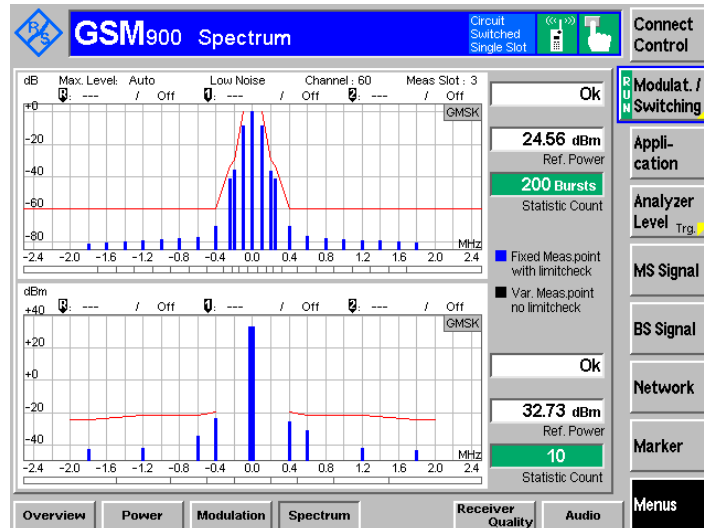 R&S
GSM900 Spectrum
Circuit
Switched
Single Slot
Connect
Control
dB Max. Level: Auto Low Noise Channel : 60 Meas Slot : 3
R : --- / Off 1 : --- / Off 2 : --- / Off
GMSK
+0
-20
-40
-60
-80
MHz
-2.4 -2.0 -1.6 -1.2 -0.8 -0.4 0.0 0.4 0.8 1.2 1.6 2.0 2.4
Ok
24.56 dBm
Ref. Power
200 Bursts
Statistic Count
Fixed Meas.point
with limitcheck
Var. Meas.point
no limitcheck
dBm
R : --- / Off 1 : --- / Off 2 : --- / Off
GMSK
+40
+20
+0
-20
-40
MHz
-2.4 -2.0 -1.6 -1.2 -0.8 -0.4 0.0 0.4 0.8 1.2 1.6 2.0 2.4
Ok
32.73 dBm
Ref. Power
10
Statistic Count
RUN
Modulat. /
Switching
Appli-
cation
Analyzer
Level Trg.
MS Signal
BS Signal
Network
Marker
Menus
Overview Power Modulation Spectrum Receiver Quality Audio